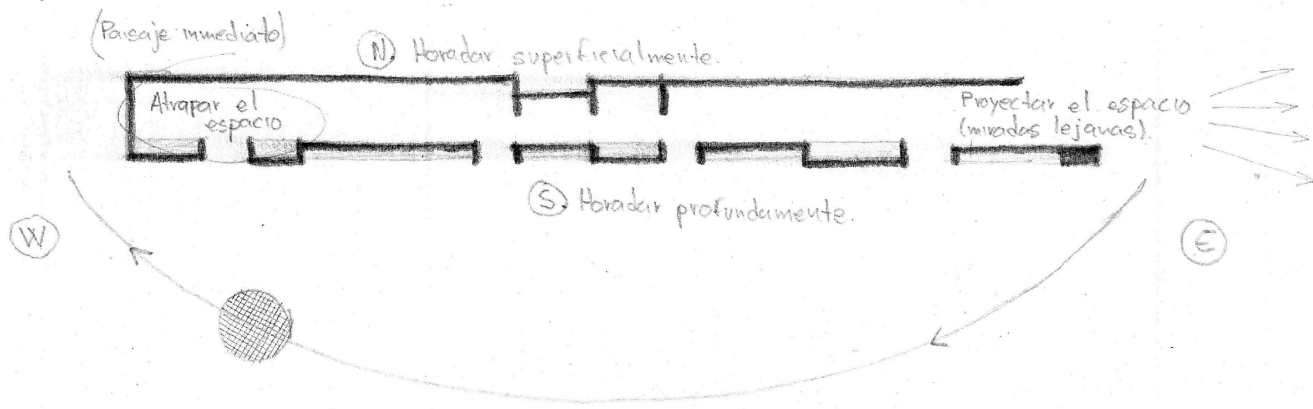 (Paisaje inmediato)
N Horadar superficialmente.
Atrapar el
espacio
Proyectar el espacio
(miradas lejanas).
S Horadar profundamente.
W
E